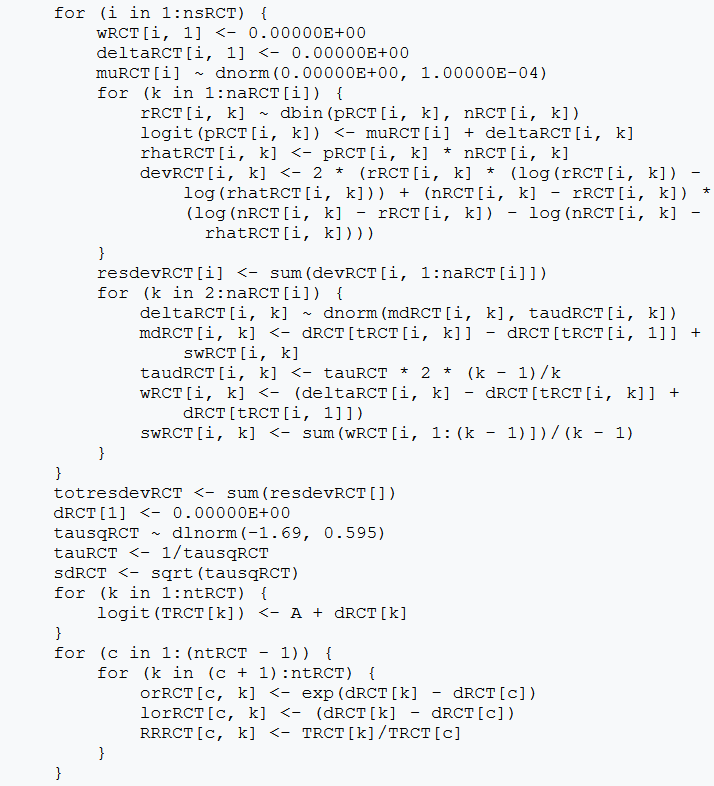 for (i in 1:nsRCT) {
    wRCT[i, 1] <- 0.00000E+00
    deltaRCT[i, 1] <- 0.00000E+00
    muRCT[i] ~ dnorm(0.00000E+00, 1.00000E-04)
    for (k in 1:naRCT[i]) {
        rRCT[i, k] ~ dbin(pRCT[i, k], nRCT[i, k])
        logit(pRCT[i, k]) <- muRCT[i] + deltaRCT[i, k]
        rhatRCT[i, k] <- pRCT[i, k] * nRCT[i, k]
        devRCT[i, k] <- 2 * (rRCT[i, k] * (log(rRCT[i, k]) -
            log(rhatRCT[i, k])) + (nRCT[i, k] - rRCT[i, k]) *
            (log(nRCT[i, k] - rRCT[i, k]) - log(nRCT[i, k] -
              rhatRCT[i, k])))
    }
    resdevRCT[i] <- sum(devRCT[i, 1:naRCT[i]])
    for (k in 2:naRCT[i]) {
        deltaRCT[i, k] ~ dnorm(mdRCT[i, k], taudRCT[i, k])
        mdRCT[i, k] <- dRCT[tRCT[i, k]] - dRCT[tRCT[i, 1]] +
            swRCT[i, k]
        taudRCT[i, k] <- tauRCT * 2 * (k - 1)/k
        wRCT[i, k] <- (deltaRCT[i, k] - dRCT[tRCT[i, k]] +
            dRCT[tRCT[i, 1]])
        swRCT[i, k] <- sum(wRCT[i, 1:(k - 1)])/(k - 1)
    }
}
totresdevRCT <- sum(resdevRCT[])
dRCT[1] <- 0.00000E+00
tausqRCT ~ dlnorm(-1.69, 0.595)
tauRCT <- 1/tausqRCT
sdRCT <- sqrt(tausqRCT)
for (k in 1:ntRCT) {
    logit(TRCT[k]) <- A + dRCT[k]
}
for (c in 1:(ntRCT - 1)) {
    for (k in (c + 1):ntRCT) {
        orRCT[c, k] <- exp(dRCT[k] - dRCT[c])
        lorRCT[c, k] <- (dRCT[k] - dRCT[c])
        RRRCT[c, k] <- TRCT[k]/TRCT[c]
    }
}